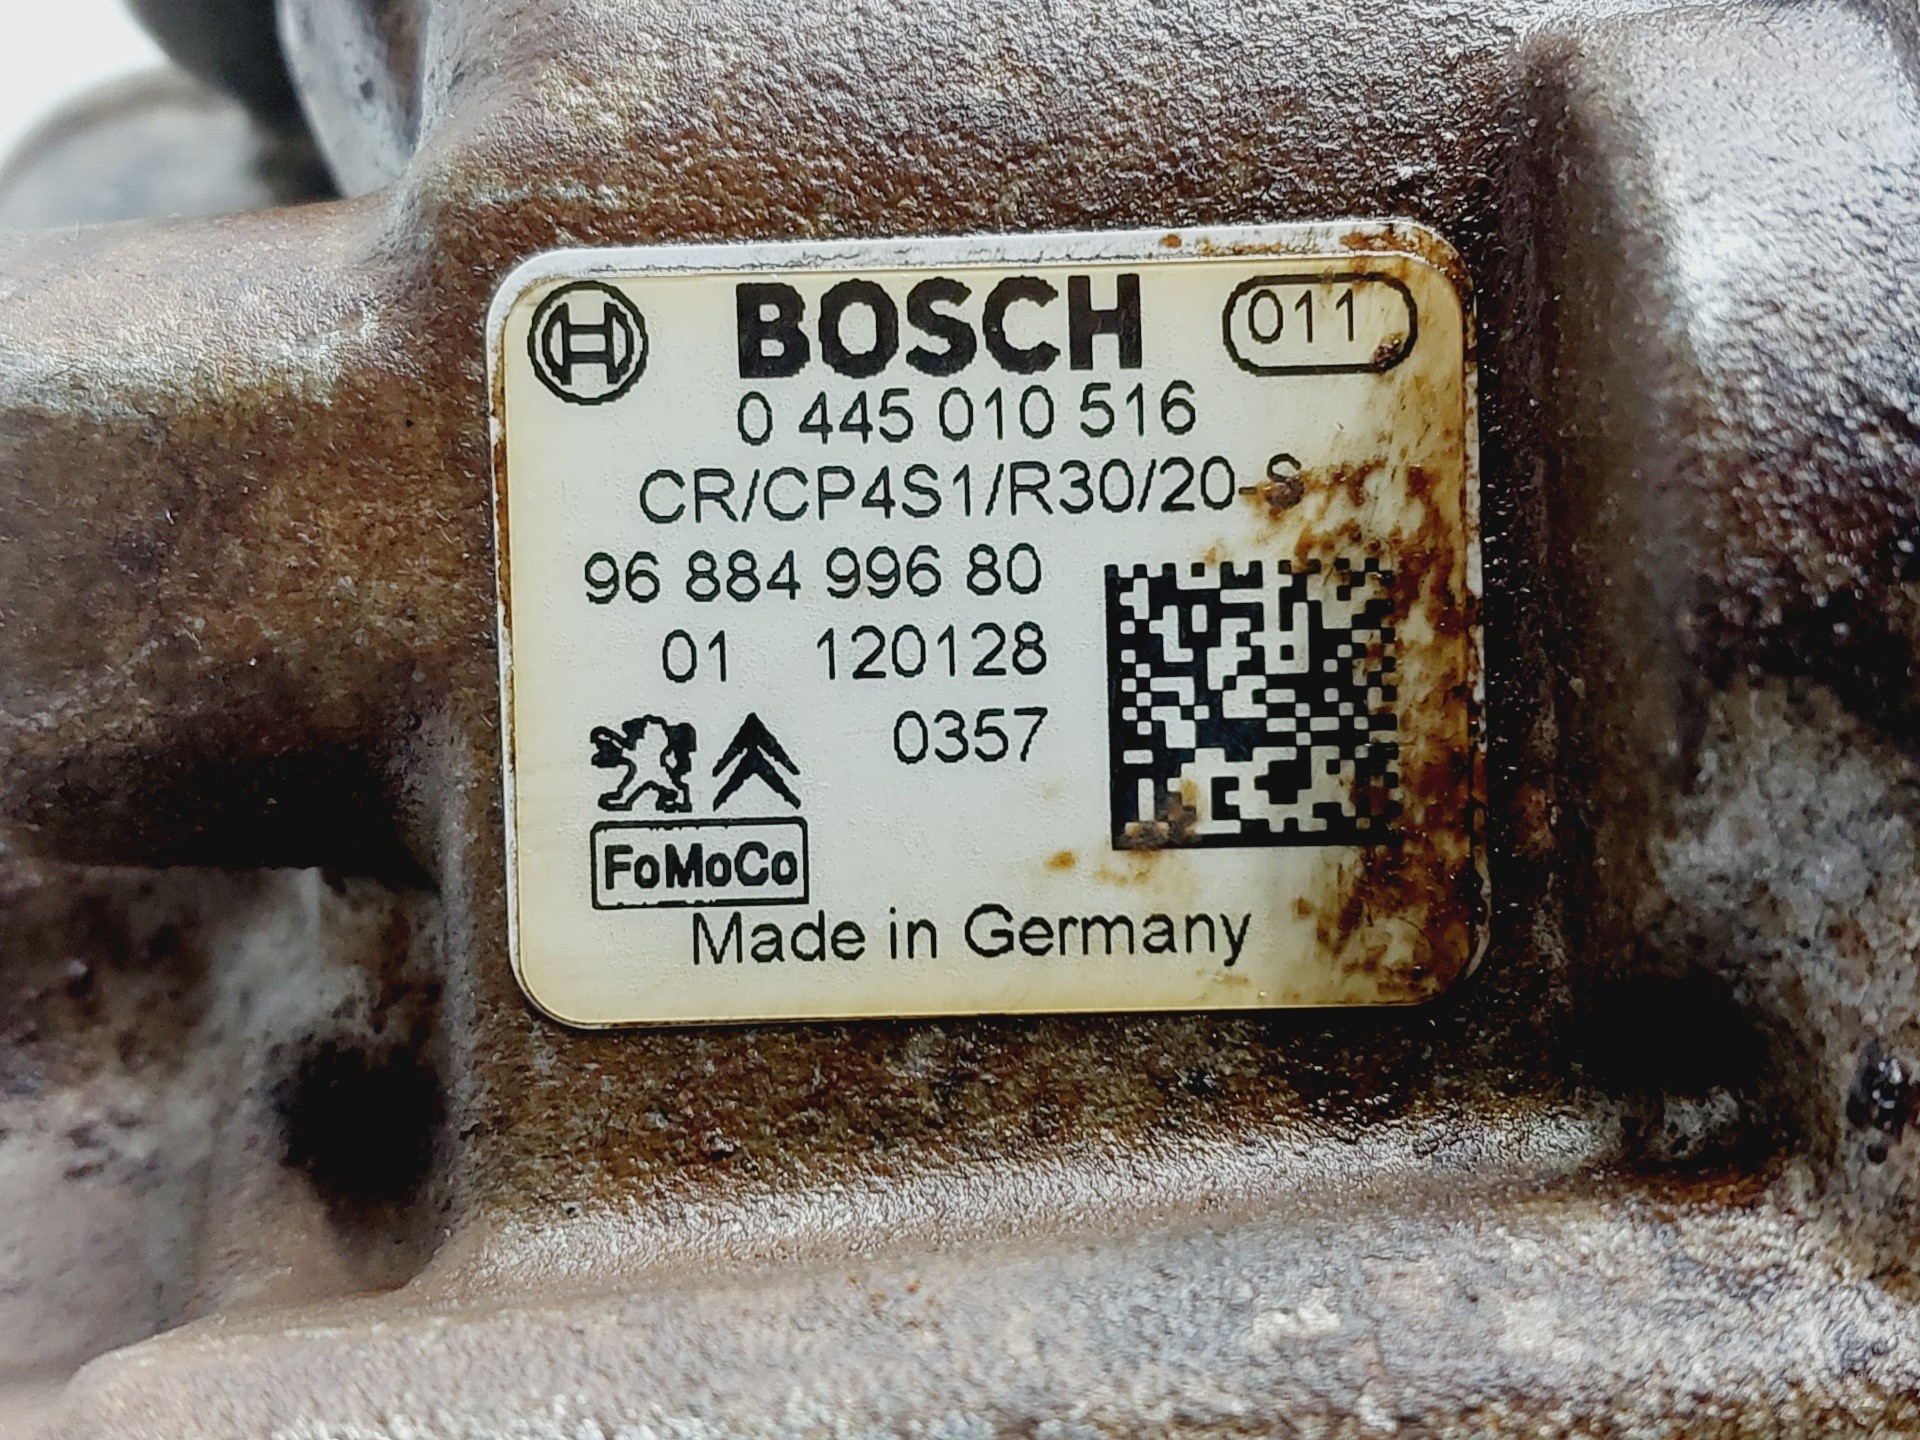 BOSCH 011
0 445 010 516
CR/CP4S1/R30/20-S
96 884 996 80
01 120128
0357
FoMoCo
Made in Germany